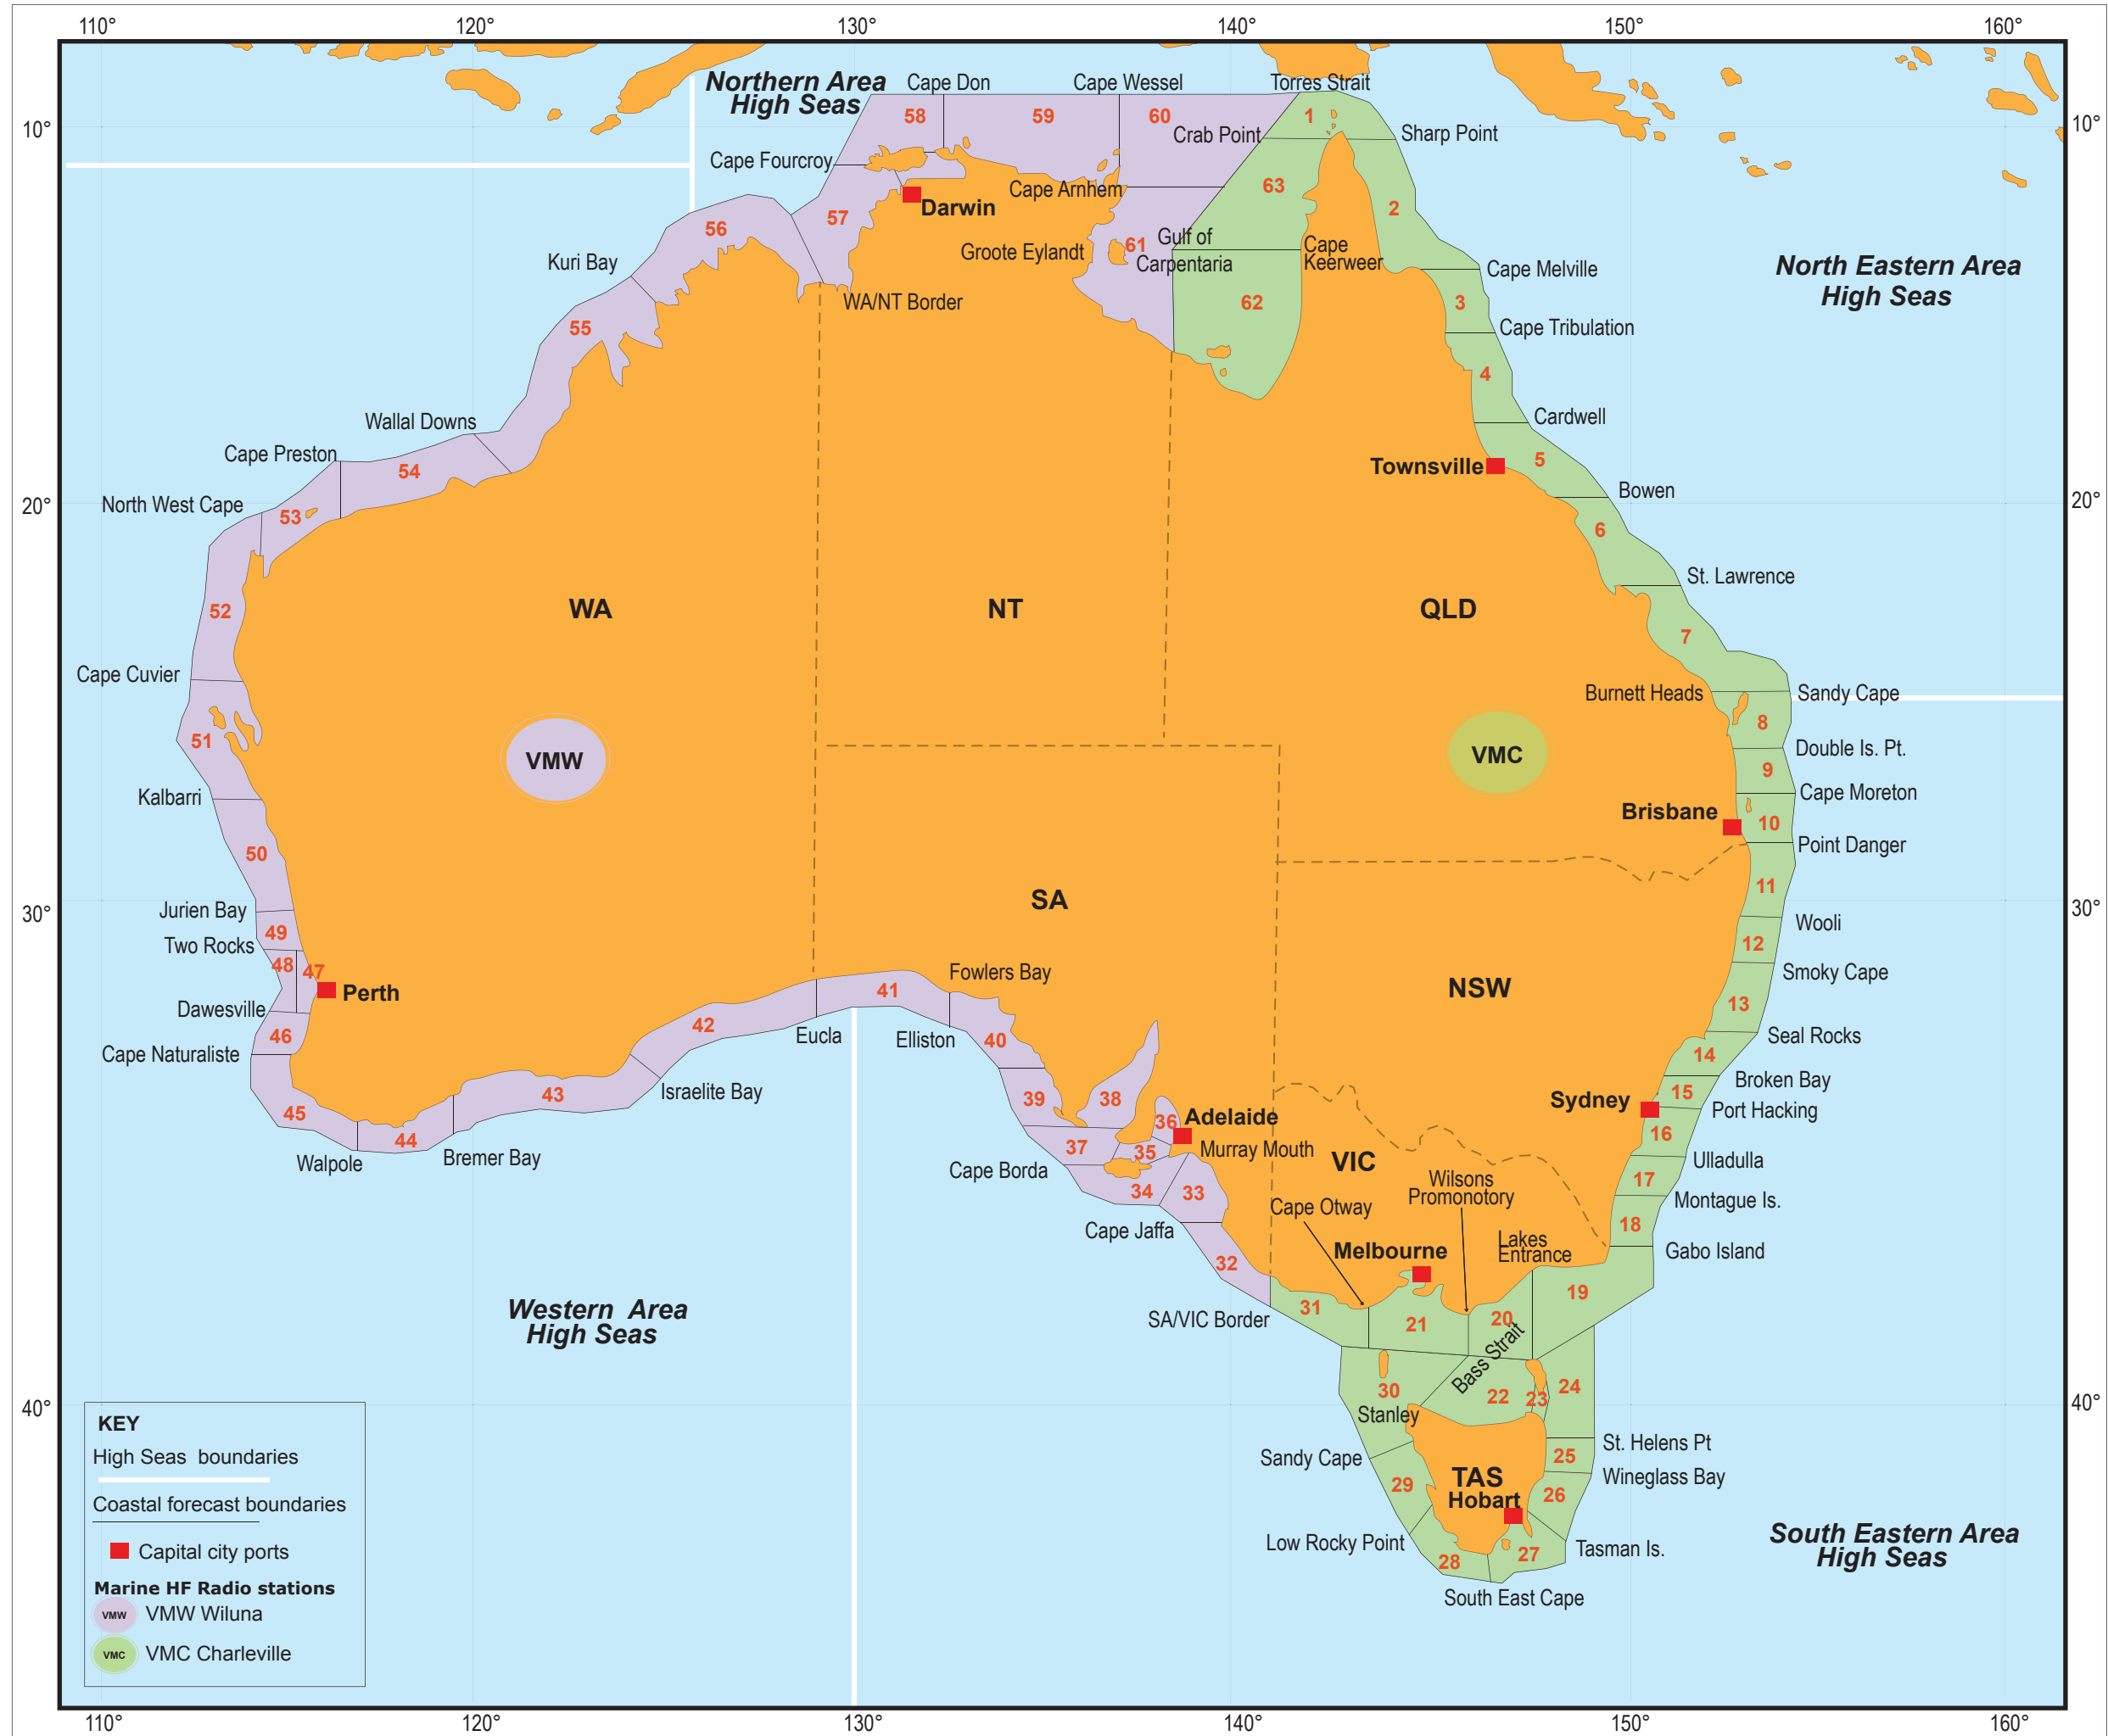 110° 120° 130° 140° 150° 160°
Northern Area
High Seas
Cape Don
Cape Wessel
Torres Strait
58
59
60
1
10°
10°
Crab Point
Sharp Point
Cape Fourcroy
63
Cape Arnhem
57
Darwin
2
56
61
Gulf of
Carpentaria
Groote Eylandt
Cape
Keerweer
Kuri Bay
Cape Melville
North Eastern Area
High Seas
WA/NT Border
62
3
55
Cape Tribulation
4
Wallal Downs
Cardwell
Cape Preston
54
Townsville
5
North West Cape
53
Bowen
20°
20°
6
St. Lawrence
52
WA
NT
QLD
7
Cape Cuvier
Burnett Heads
Sandy Cape
8
51
VMW
VMC
Double Is. Pt.
9
Kalbarri
Cape Moreton
Brisbane
10
Point Danger
50
11
SA
30°
30°
Jurien Bay
Wooli
49
Two Rocks
12
48
47
Fowlers Bay
Smoky Cape
Perth
41
NSW
Dawesville
13
42
46
Eucla
Elliston
40
Seal Rocks
Cape Naturaliste
14
Israelite Bay
Broken Bay
43
39
38
15
Sydney
45
36
Adelaide
Port Hacking
44
37
35
Murray Mouth
16
Walpole
Bremer Bay
Cape Borda
VIC
Ulladulla
34
33
Wilsons
Promonotory
17
Cape Otway
Montague Is.
Cape Jaffa
18
Melbourne
Lakes
Entrance
Gabo Island
32
19
Western Area
High Seas
SA/VIC Border
31
21
20
Bass Strait
30
22
23
24
40°
40°
Stanley
KEY
High Seas boundaries
Coastal forecast boundaries
Capital city ports
Marine HF Radio stations
VMW
VMW Wiluna
VMC
VMC Charleville
St. Helens Pt
Sandy Cape
25
TAS
Wineglass Bay
29
Hobart
26
Low Rocky Point
Tasman Is.
South Eastern Area
High Seas
28
27
South East Cape
110° 120° 130° 140° 150° 160°